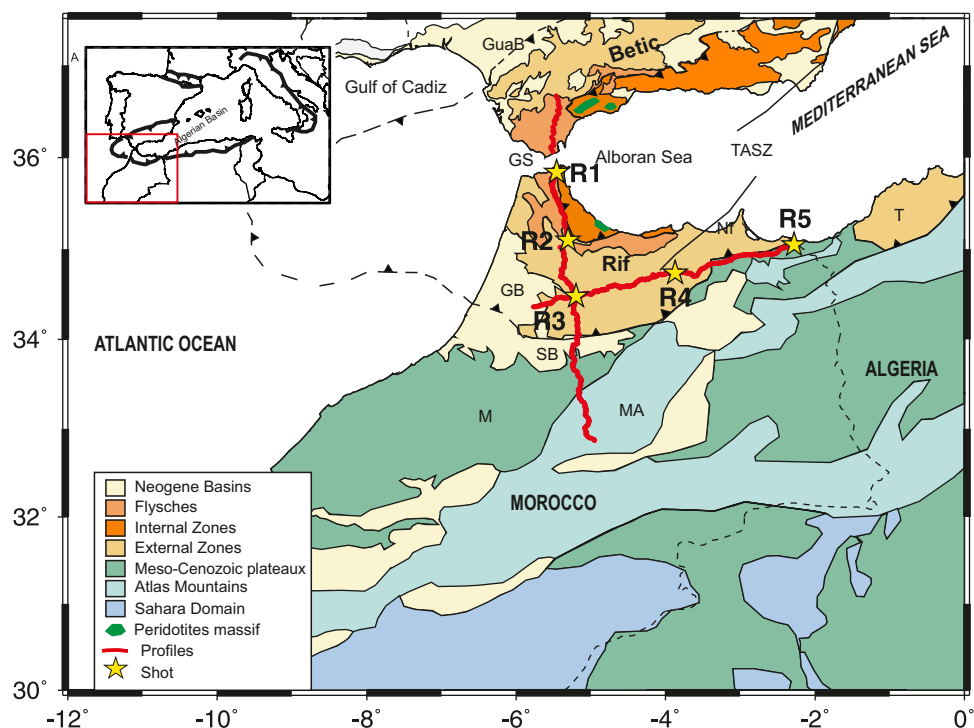 A
GuaB
Betic
Gulf of Cadiz
MEDITERRANEAN SEA
Algerian Basin
36°
GS
Alboran Sea
TASZ
R1
R2
R5
T
Rif
R4
GB
R3
34°
ATLANTIC OCEAN
SB
ALGERIA
M
MA
Neogene Basins
Flysches
Internal Zones
External Zones
Meso-Cenozoic plateaux
Atlas Mountains
Sahara Domain
Peridotites massif
Profiles
Shot
MOROCCO
32°
30°
-12° -10° -8° -6° -4° -2° 0°